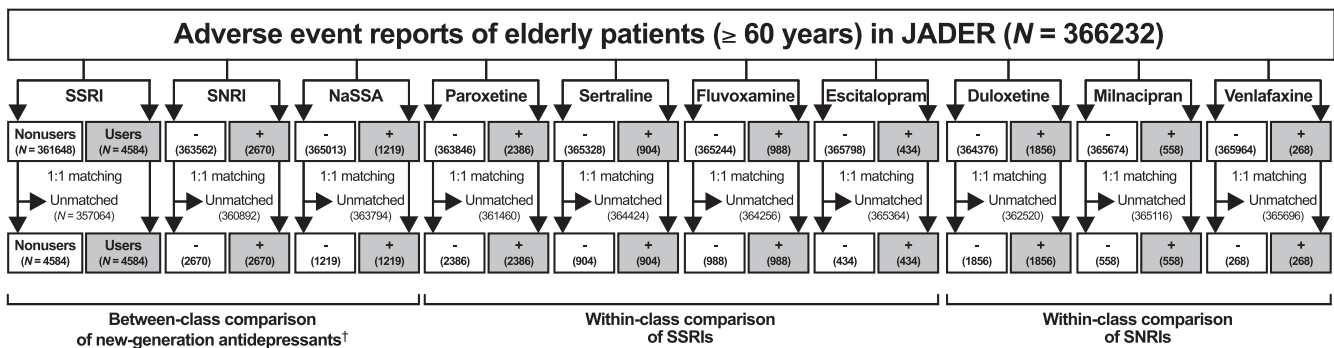 Adverse event reports of elderly patients (≥ 60 years) in JADER (N = 366232)
SSRI SNRI NaSSA Paroxetine Sertraline Fluvoxamine Escitalopram Duloxetine Milnacipran Venlafaxine
Nonusers Users - + - + - + - + - + - + - + - + - +
(N = 361648) (N = 4584) (363562) (2670) (365013) (1219) (363846) (2386) (365328) (904) (365244) (988) (365798) (434) (364376) (1856) (365674) (558) (365964) (268)
1:1 matching 1:1 matching 1:1 matching 1:1 matching 1:1 matching 1:1 matching 1:1 matching 1:1 matching 1:1 matching 1:1 matching
Unmatched Unmatched Unmatched Unmatched Unmatched Unmatched Unmatched Unmatched Unmatched Unmatched
(N = 357064) (360892) (363794) (361460) (364424) (364256) (365364) (362520) (365116) (365696)
Nonusers Users - + - + - + - + - + - + - + - + - +
(N = 4584) (N = 4584) (2670) (2670) (1219) (1219) (2386) (2386) (904) (904) (988) (988) (434) (434) (1856) (1856) (558) (558) (268) (268)
Between-class comparison Within-class comparison Within-class comparison
of new-generation antidepressants† of SSRIs of SNRIs